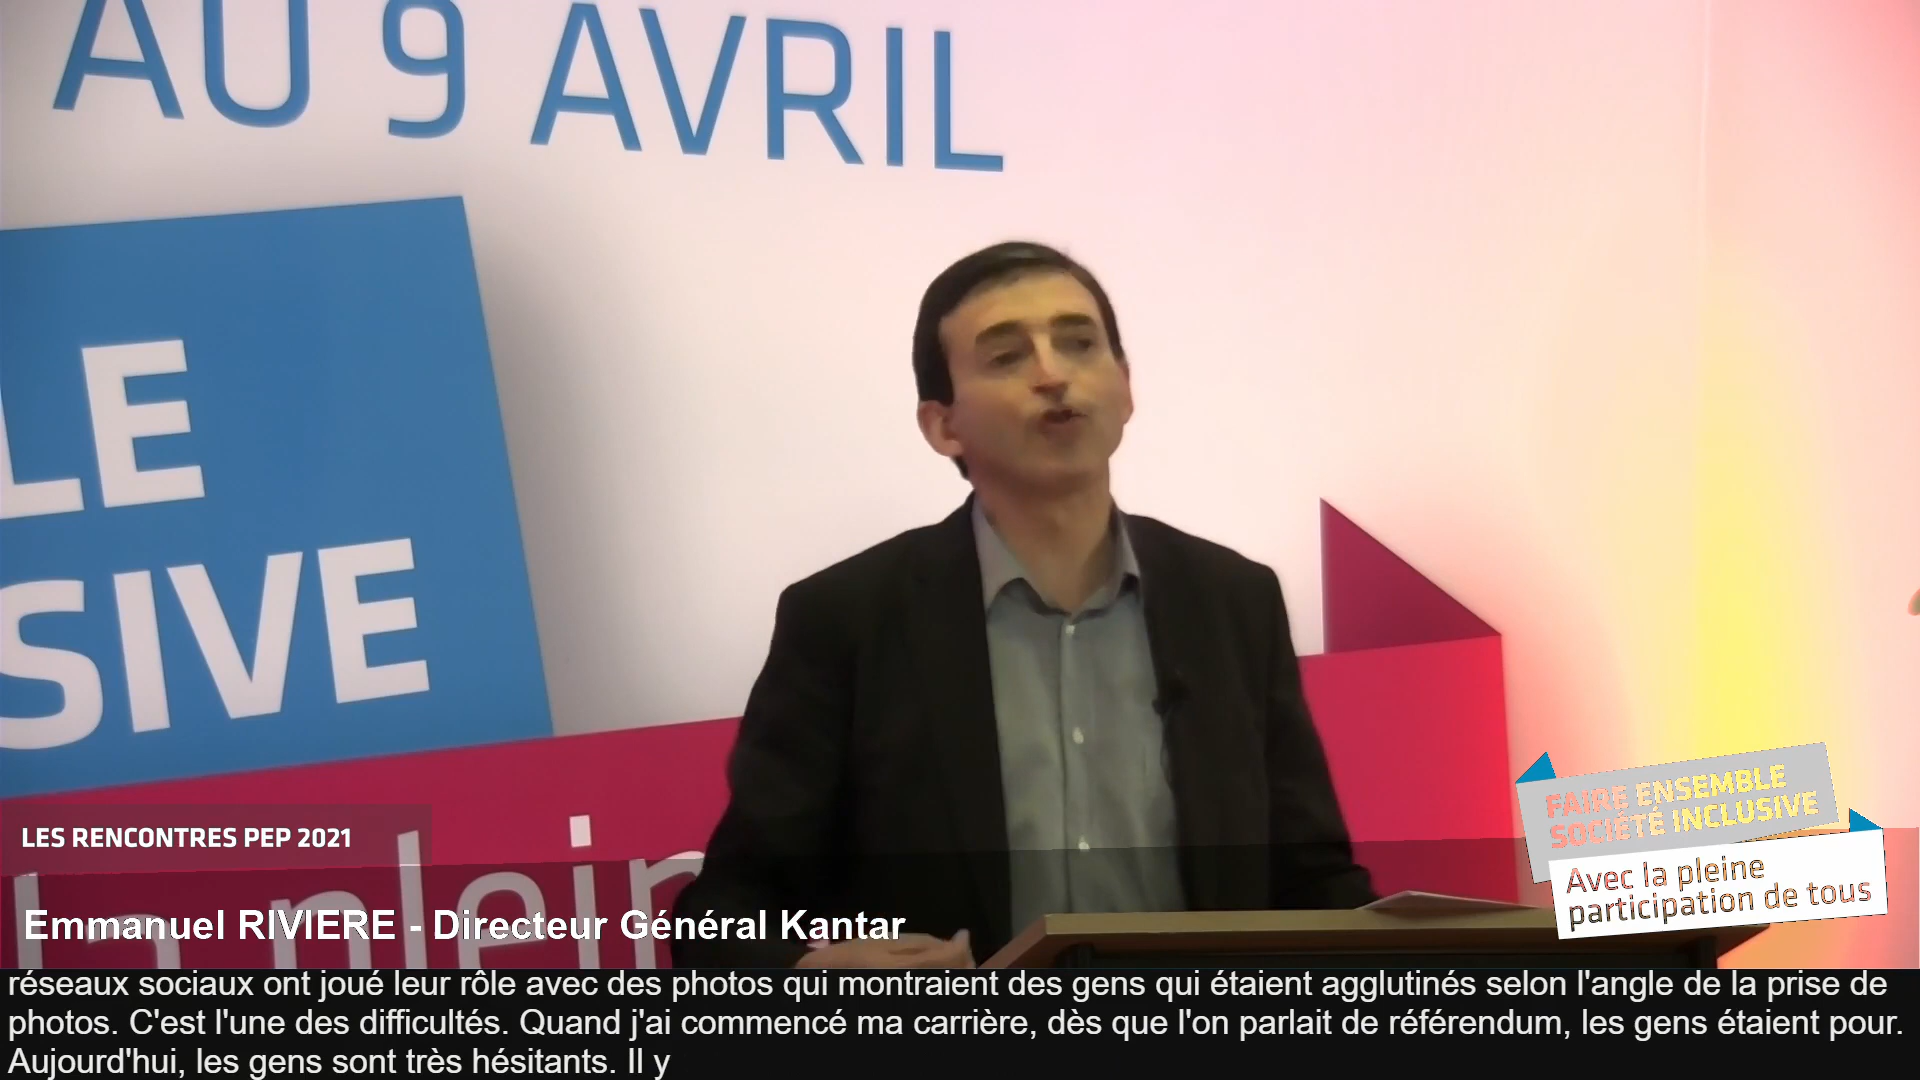 AU 9 AVRIL
LE
SIVE
la plein
LES RENCONTRES PEP 2021
Emmanuel RIVIERE - Directeur Général Kantar
FAIRE ENSEMBLE
SOCIÉTÉ INCLUSIVE
Avec la pleine
participation de tous
réseaux sociaux ont joué leur rôle avec des photos qui montraient des gens qui étaient agglutinés selon l'angle de la prise de
photos. C'est l'une des difficultés. Quand j'ai commencé ma carrière, dès que l'on parlait de référendum, les gens étaient pour.
Aujourd'hui, les gens sont très hésitants. Il y